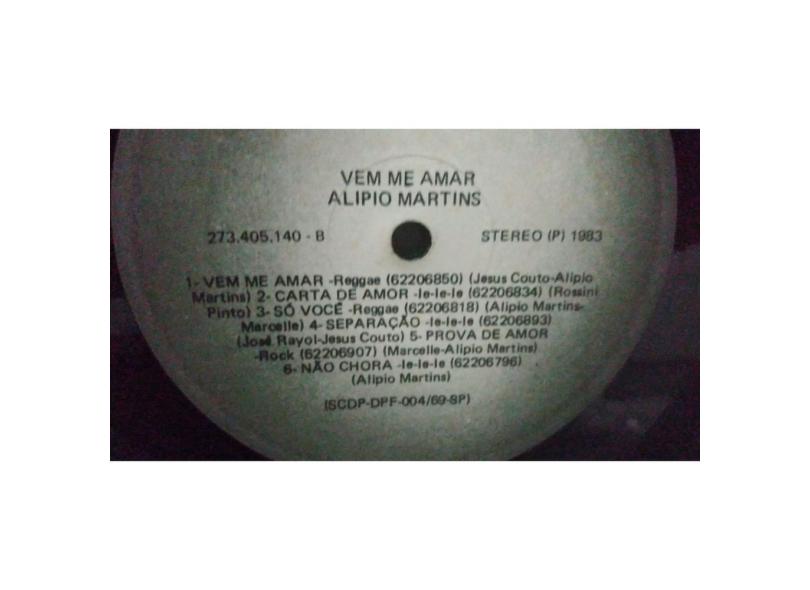 VEM ME AMAR
ALIPIO MARTINS
273.405.140 - B
STEREO (P) 1983
1- VEM ME AMAR -Reggae (62206850) (Jesus Couto-Alipio
Martins) 2- CARTA DE AMOR -Ie-Ie-Ie (62206834) (Rossini
Pinto) 3- SÓ VOCÊ -Reggae (62206818) (Alipio Martins-
Marcelle) 4- SEPARAÇÃO -Ie-Ie-Ie (62206893)
(José Rayol-Jesus Couto) 5- PROVA DE AMOR
-Rock (62206907) (Marcelle-Alipio Martins)
6- NÃO CHORA -Ie-Ie-Ie (62206796)
(Alipio Martins)
(SCDP-DPF-004/69-SP)